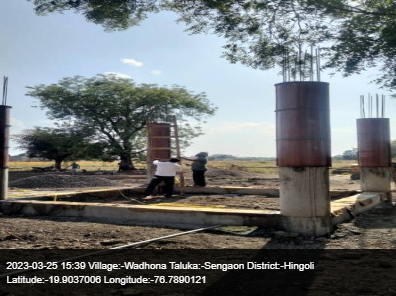 2023-03-25 15:39 Village:-Wadhona Taluka:-Sengaon District:-Hingoli
Latitude:-19.9037006 Longitude:-76.7890121